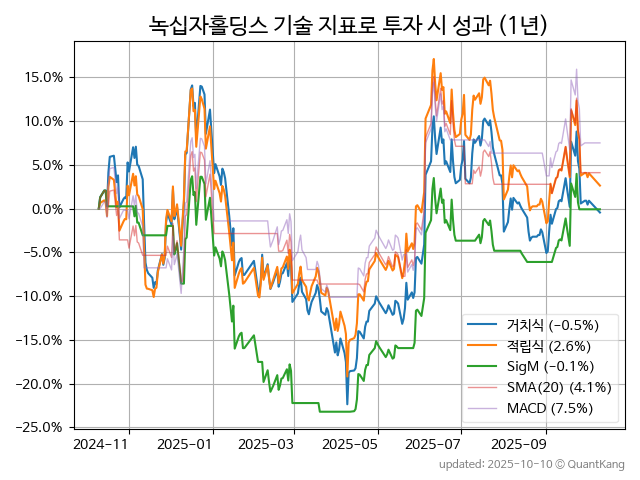 녹십자홀딩스 기술 지표로 투자 시 성과 (1년)
15.0%
10.0%
5.0%
0.0%
−5.0%
−10.0%
−15.0%
−20.0%
−25.0%
2024-11
2025-01
2025-03
2025-05
2025-07
2025-09
거치식 (−0.5%)
적립식 (2.6%)
SigM (−0.1%)
SMA(20) (4.1%)
MACD (7.5%)
updated: 2025-10-10 © QuantKang